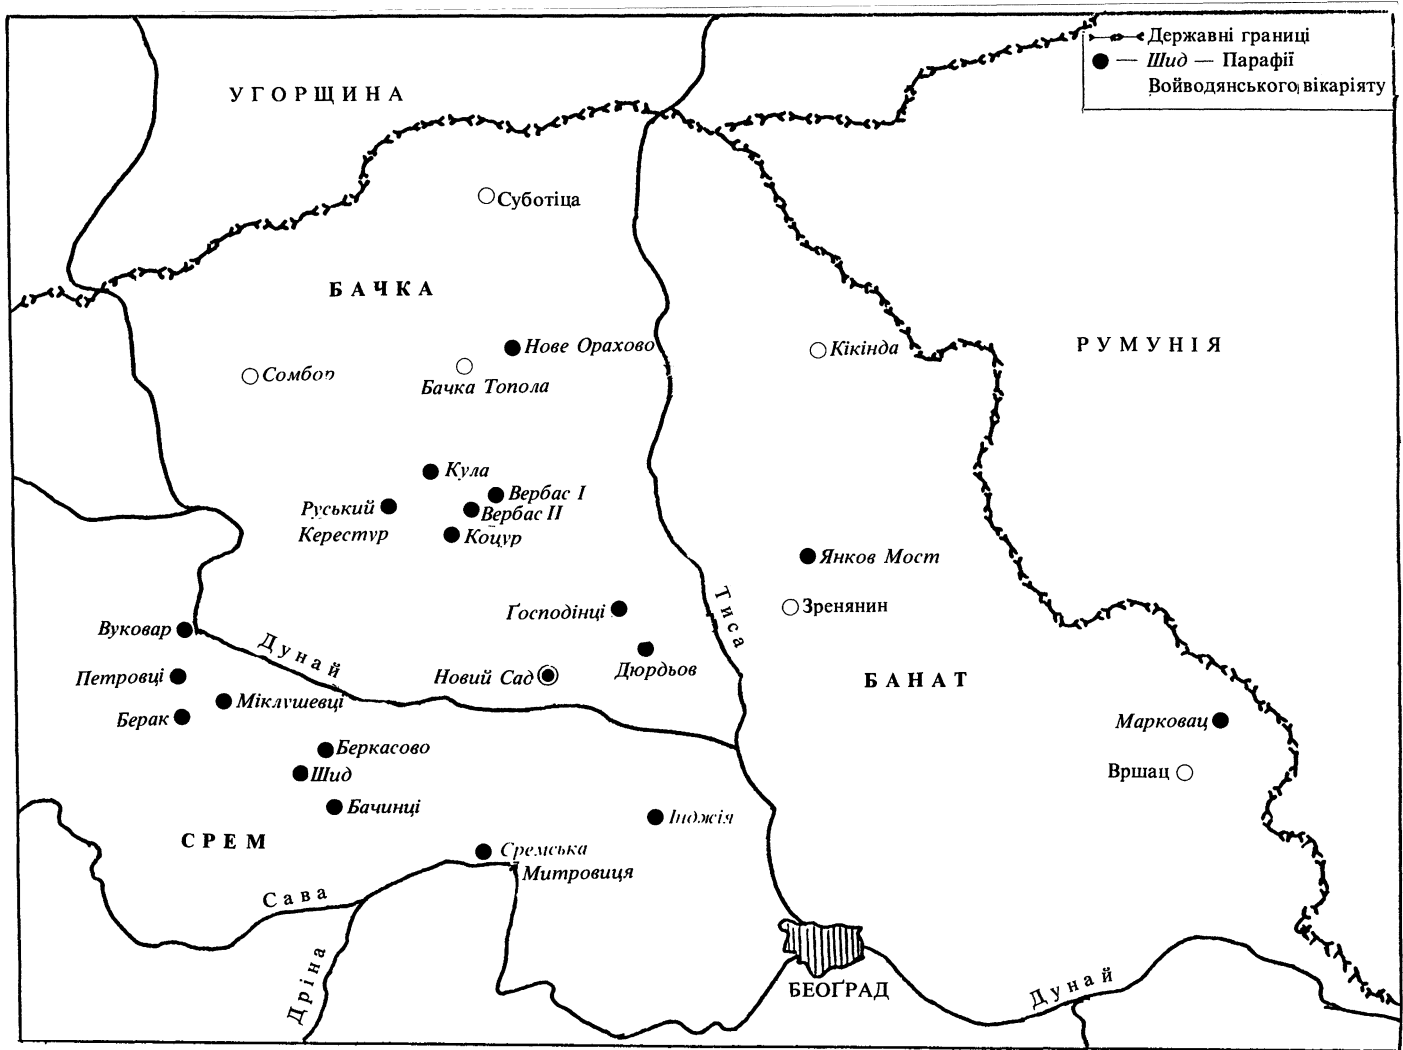 Державні границі
— Шид — Парафії
Войводянського вікаріяту
УГОРЩИНА
Суботіца
БАЧКА
Нове Орахово
Кікінда
РУМУНІЯ
Сомбор
Бачка Топола
Кула
Вербас I
Руський
Керестур
Вербас II
Коцур
Янков Мост
Тиса
Зренянин
Ґосподінці
Вуковар
Дунай
Дюрдьов
Петровці
Новий Сад
БАНАТ
Міклушевці
Берак
Марковац
Беркасово
Шид
Вршац
Бачинці
Інджія
СРЕМ
Сремська
Митровиця
Сава
Дріна
БЕОҐРАД
Дунай